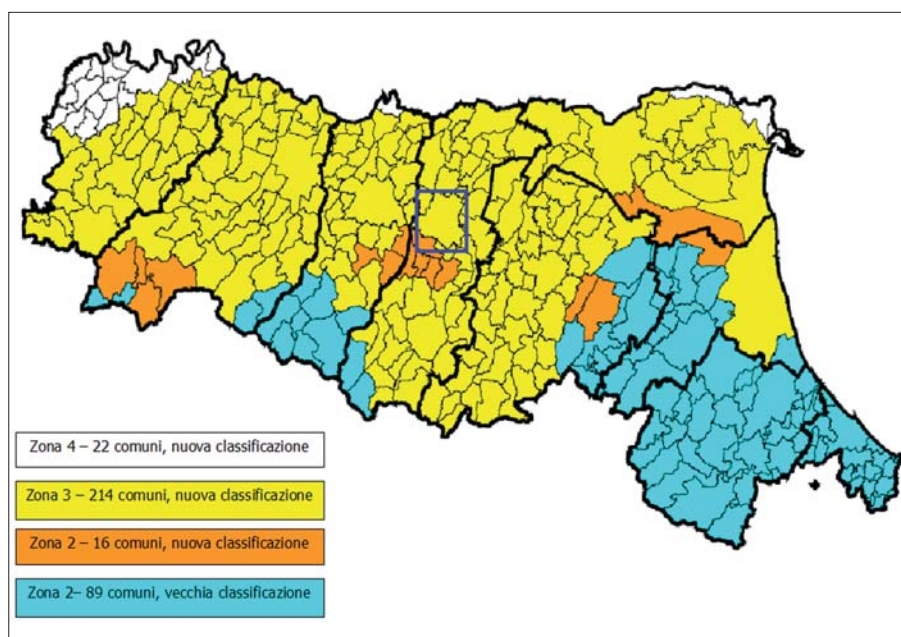 Zona 4 – 22 comuni, nuova classificazione
Zona 3 – 214 comuni, nuova classificazione
Zona 2 – 16 comuni, nuova classificazione
Zona 2– 89 comuni, vecchia classificazione